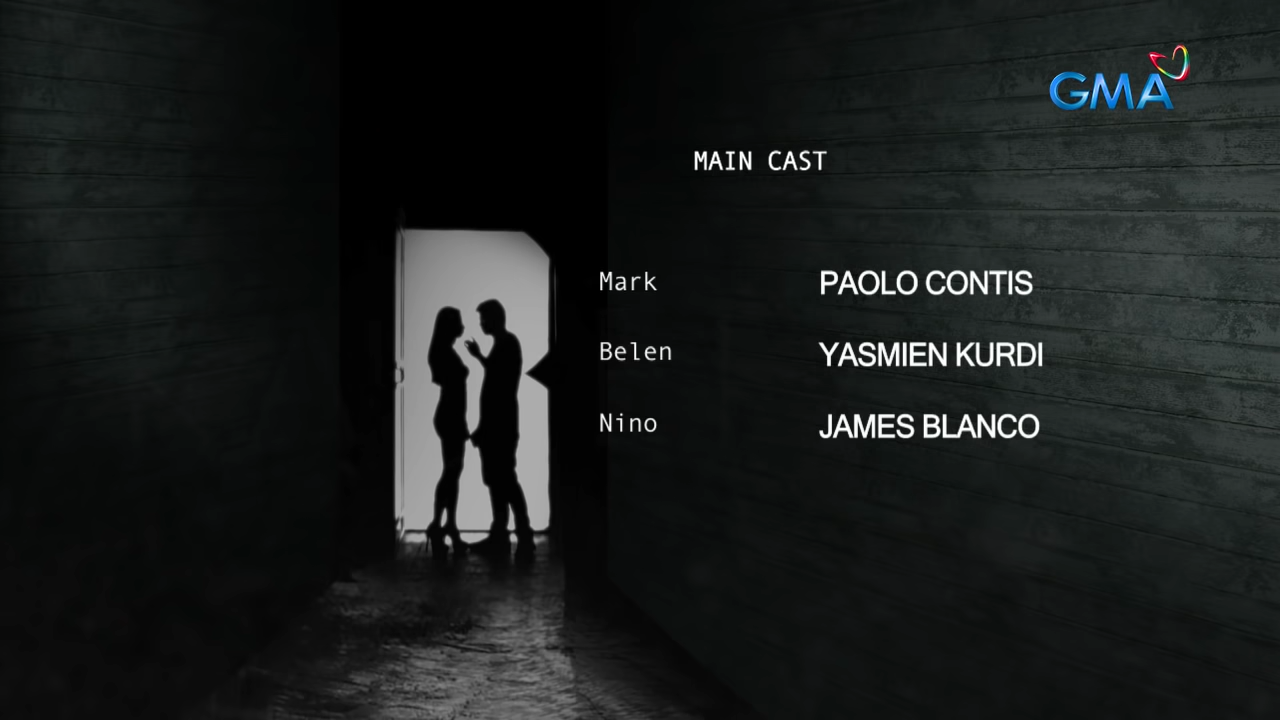 GMA
MAIN CAST
Mark PAOLO CONTIS
Belen YASMIEN KURDI
Nino JAMES BLANCO